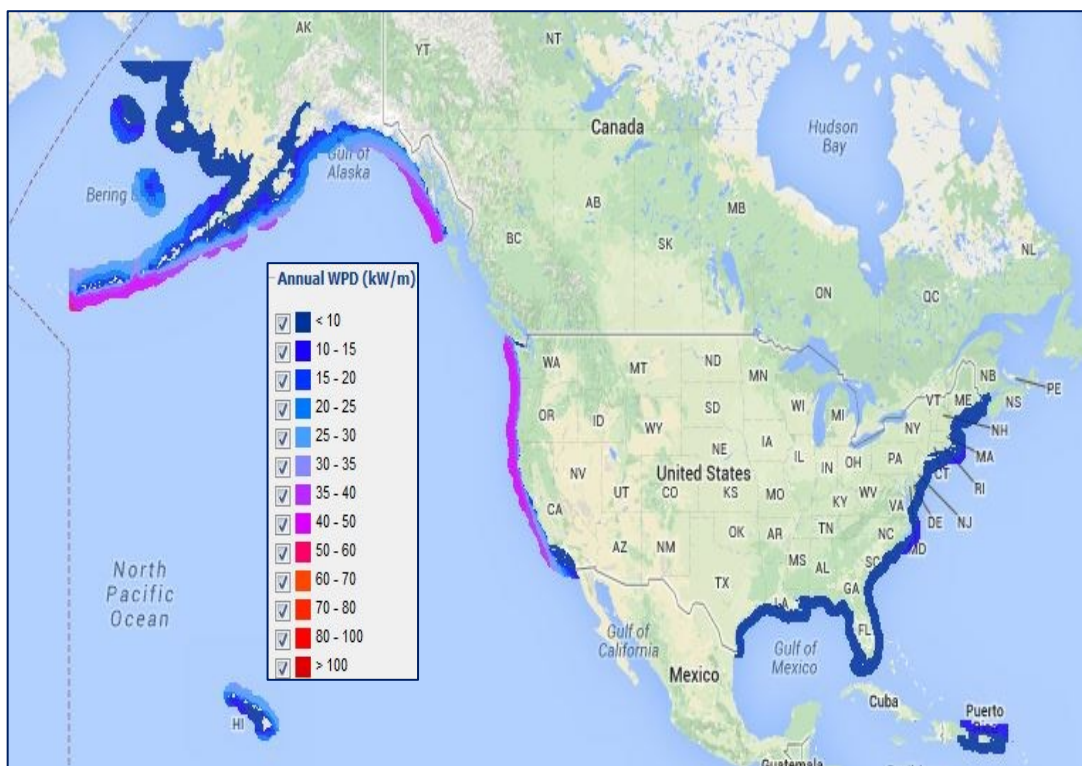 AK
YT
NT
Canada
Hudson
Bay
Gulf of
Alaska
Bering
BC
AB
SK
MB
ON
QC
NL
Annual WPD (kW/m)
< 10
10 - 15
15 - 20
20 - 25
25 - 30
30 - 35
35 - 40
40 - 50
50 - 60
60 - 70
70 - 80
80 - 100
> 100
WA
MT
ND
MN
OR
ID
WY
SD
WI
MI
NE
IA
IL
IN
OH
PA
NY
VT
ME
NB
PE
NS
NH
MA
CT
RI
NJ
DE
MD
United States
NV
UT
CO
KS
MO
KY
WV
VA
CA
AZ
NM
OK
AR
TN
NC
SC
MS
AL
GA
TX
LA
FL
North
Pacific
Ocean
Gulf of
California
Mexico
Gulf of
Mexico
Cuba
Puerto
Rico
HI
Guatemala